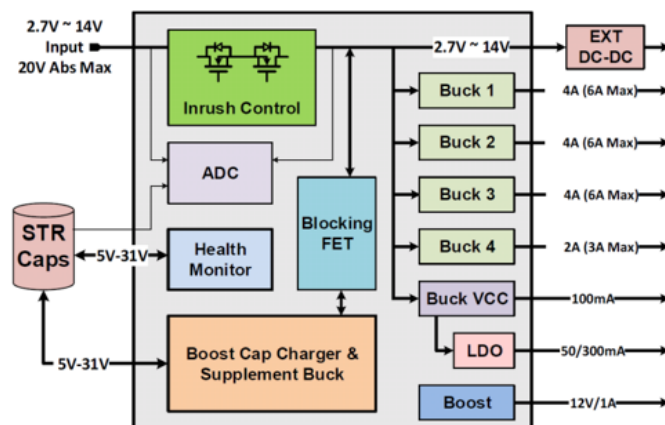 2.7V ~ 14V
Input
20V Abs Max
Inrush Control
2.7V ~ 14V
EXT
DC-DC
Buck 1
4A (6A Max)
ADC
Buck 2
4A (6A Max)
Blocking
FET
Buck 3
4A (6A Max)
STR
Caps
5V-31V
Health
Monitor
Buck 4
2A (3A Max)
Buck VCC
100mA
5V-31V
Boost Cap Charger &
Supplement Buck
LDO
50/300mA
Boost
12V/1A